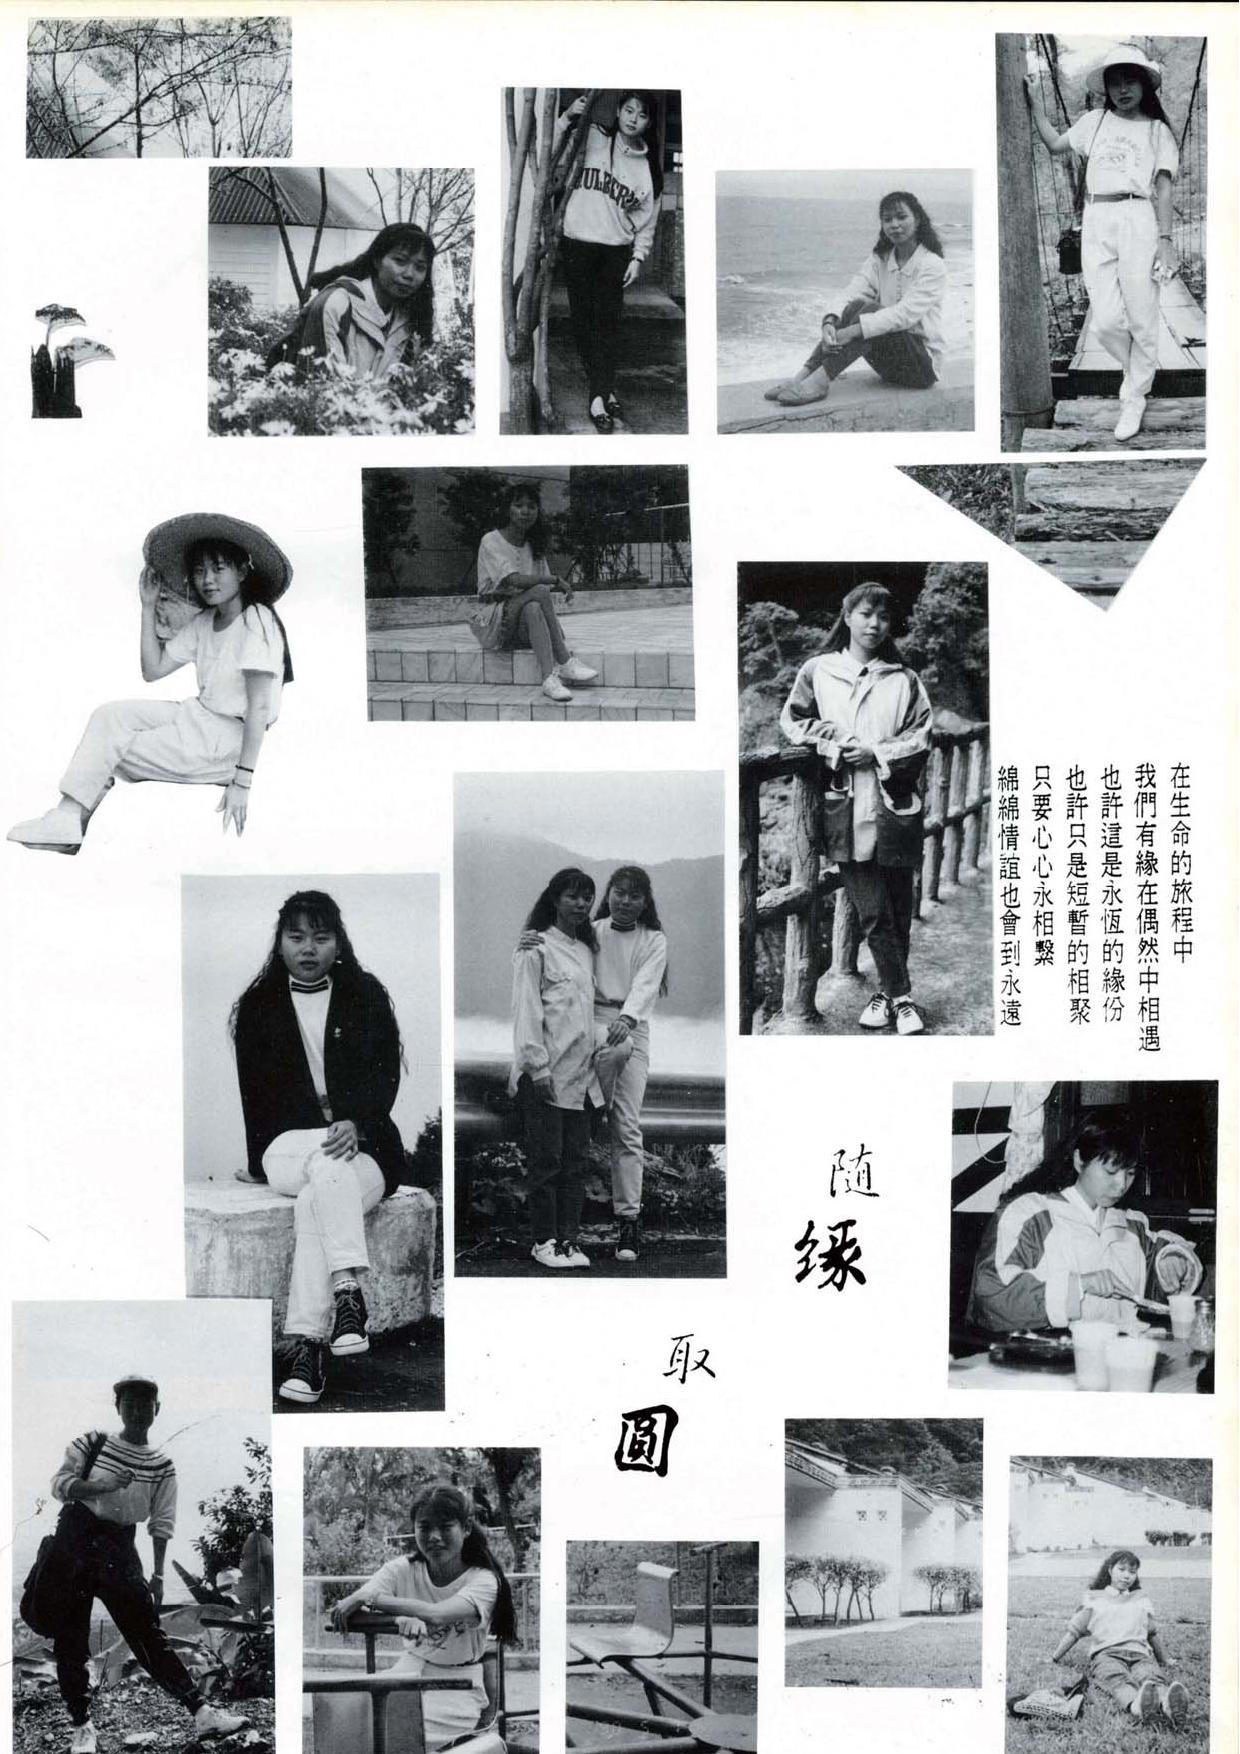 在生命的旅程中
我們有緣在偶然中相遇
也許這是永恆的緣份
也許只是短暫的相聚
只要心心永相繫
綿綿情誼也會到永遠
隨
緣
取
圓